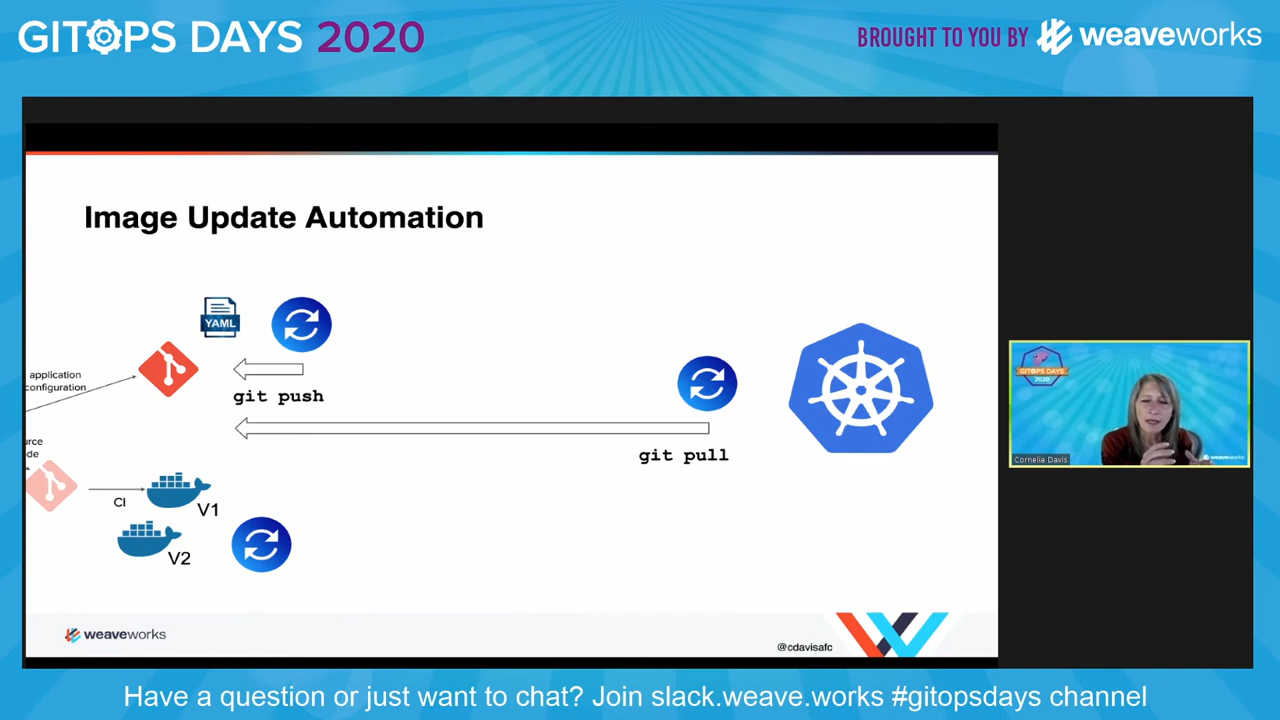 GITOPS DAYS 2020
BROUGHT TO YOU BY weaveworks
Image Update Automation
YAML
application
configuration
git push
git pull
CI
V1
V2
weaveworks
@cdavisafc
GITOPS DAYS
2020
Cornelia Davis
weaveworks
Have a question or just want to chat? Join slack.weave.works #gitopsdays channel